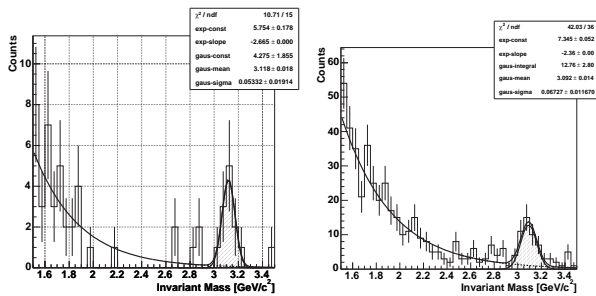 χ² / ndf 10.71 / 15
exp-const 5.754 ± 0.178
exp-slope -2.665 ± 0.000
gaus-const 4.275 ± 1.855
gaus-mean 3.118 ± 0.018
gaus-sigma 0.05332 ± 0.01914
Counts
10
8
6
4
2
0
1.6 1.8 2 2.2 2.4 2.6 2.8 3 3.2 3.4
Invariant Mass [GeV/c²]
χ² / ndf 42.03 / 36
exp-const 7.345 ± 0.052
exp-slope -2.36 ± 0.00
gaus-integral 12.76 ± 2.80
gaus-mean 3.092 ± 0.014
gaus-sigma 0.06727 ± 0.011670
Counts
60
50
40
30
20
10
0
1.6 1.8 2 2.2 2.4 2.6 2.8 3 3.2 3.4
Invariant Mass [GeV/c²]